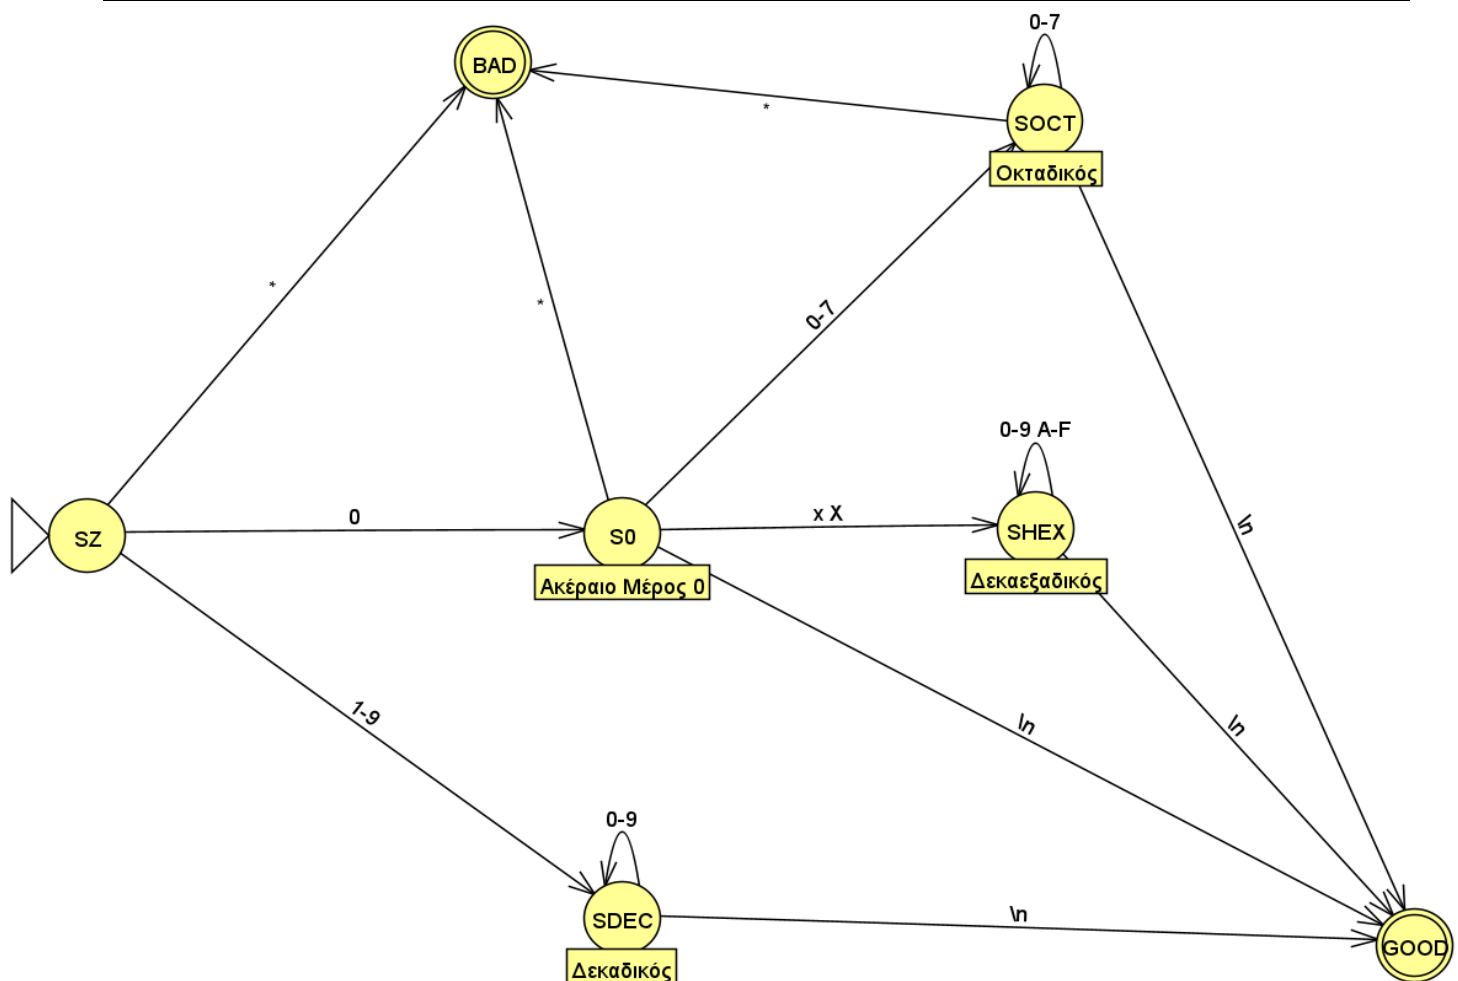 0-7
BAD
SOCT
*
Οκταδικός
*
*
0-7
0-9 A-F
0
x X
SZ
S0
SHEX
\n
Ακέραιο Μέρος 0
Δεκαεξαδικός
1-9
\n
\n
0-9
SDEC
\n
GOOD
Δεκαδικός